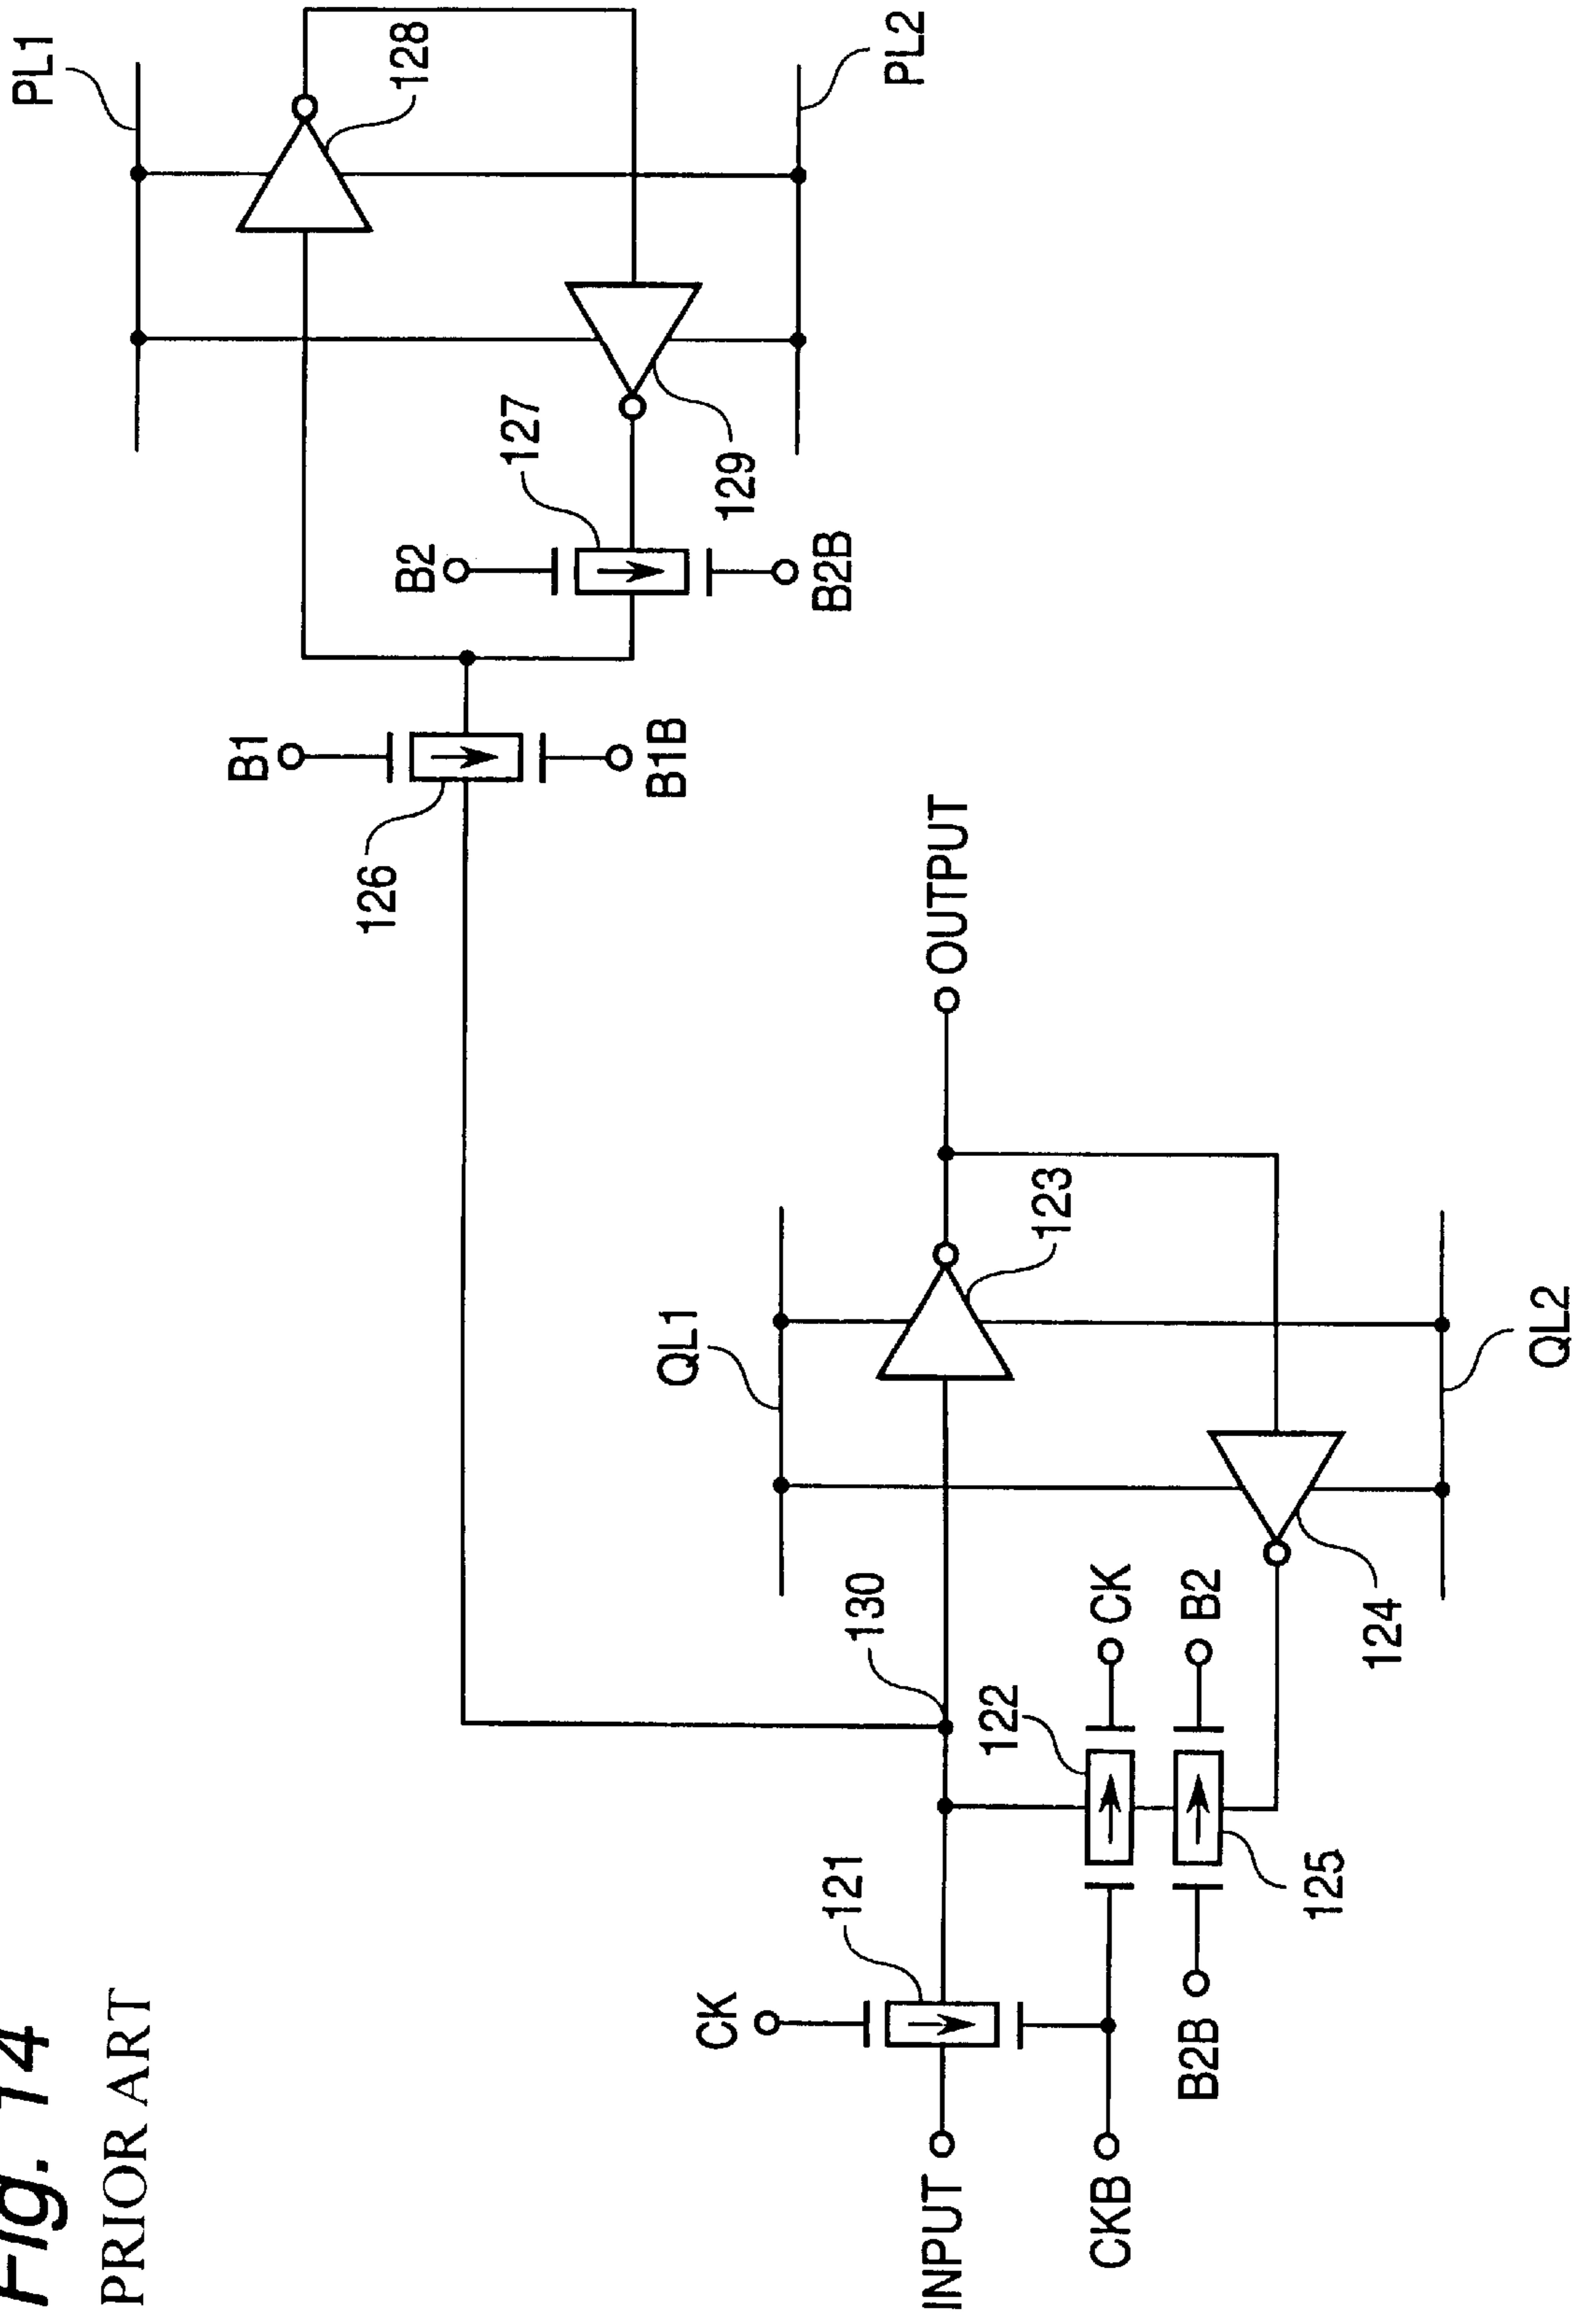 Fig. 14
PRIOR ART
PL1
128
PL2
B2
127
129
B2B
B1
126
B1B
OUTPUT
QL1
123
QL2
130
122
CK
B2
124
121
125
CK
B2B
INPUT
CKB